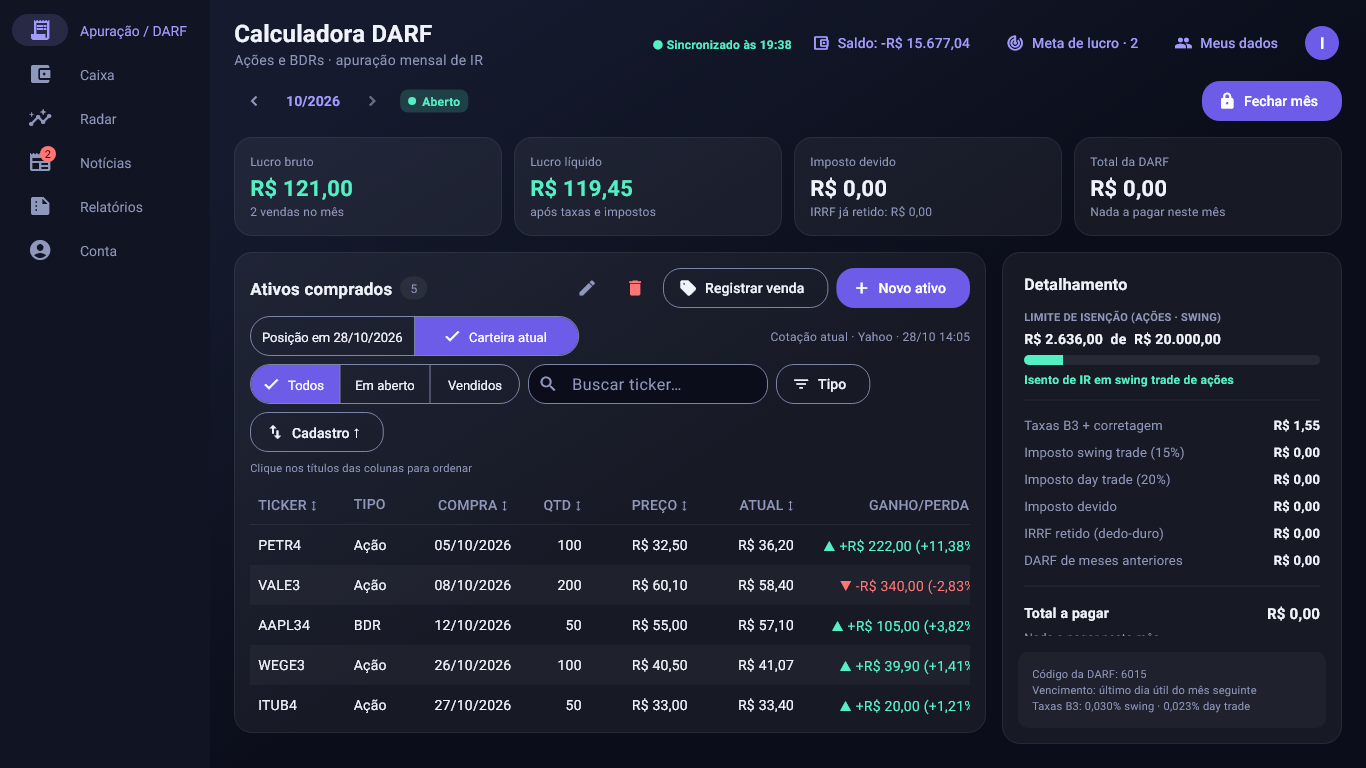 Apuração / DARF
Caixa
Radar
2
Notícias
Relatórios
Conta
Calculadora DARF
Ações e BDRs · apuração mensal de IR
Sincronizado às 19:38
Saldo: -R$ 15.677,04
Meta de lucro · 2
Meus dados
I
10/2026
Aberto
Fechar mês
Lucro bruto
R$ 121,00
2 vendas no mês
Lucro líquido
R$ 119,45
após taxas e impostos
Imposto devido
R$ 0,00
IRRF já retido: R$ 0,00
Total da DARF
R$ 0,00
Nada a pagar neste mês
Ativos comprados 5
Registrar venda
+ Novo ativo
Posição em 28/10/2026
Carteira atual
Cotação atual · Yahoo · 28/10 14:05
Todos
Em aberto
Vendidos
Buscar ticker...
Tipo
Cadastro ↑
Clique nos títulos das colunas para ordenar
TICKER ↕ TIPO COMPRA ↕ QTD ↕ PREÇO ↕ ATUAL ↕ GANHO/PERDA
PETR4 Ação 05/10/2026 100 R$ 32,50 R$ 36,20 ▲ +R$ 222,00 (+11,38%
VALE3 Ação 08/10/2026 200 R$ 60,10 R$ 58,40 ▼ -R$ 340,00 (-2,83%
AAPL34 BDR 12/10/2026 50 R$ 55,00 R$ 57,10 ▲ +R$ 105,00 (+3,82%
WEGE3 Ação 26/10/2026 100 R$ 40,50 R$ 41,07 ▲ +R$ 39,90 (+1,41%
ITUB4 Ação 27/10/2026 50 R$ 33,00 R$ 33,40 ▲ +R$ 20,00 (+1,21%
Detalhamento
LIMITE DE ISENÇÃO (AÇÕES · SWING)
R$ 2.636,00 de R$ 20.000,00
Isento de IR em swing trade de ações
Taxas B3 + corretagem R$ 1,55
Imposto swing trade (15%) R$ 0,00
Imposto day trade (20%) R$ 0,00
Imposto devido R$ 0,00
IRRF retido (dedo-duro) R$ 0,00
DARF de meses anteriores R$ 0,00
Total a pagar R$ 0,00
Código da DARF: 6015
Vencimento: último dia útil do mês seguinte
Taxas B3: 0,030% swing · 0,023% day trade